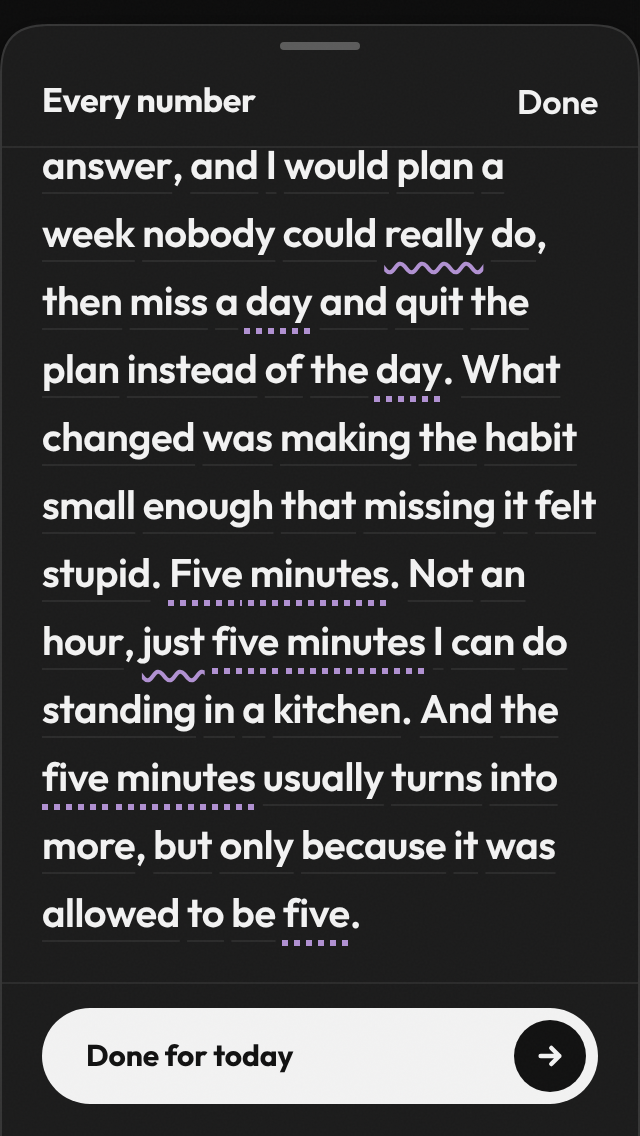 Every number
Done
answer, and I would plan a
week nobody could really do,
then miss a day and quit the
plan instead of the day. What
changed was making the habit
small enough that missing it felt
stupid. Five minutes. Not an
hour, just five minutes I can do
standing in a kitchen. And the
five minutes usually turns into
more, but only because it was
allowed to be five.
Done for today